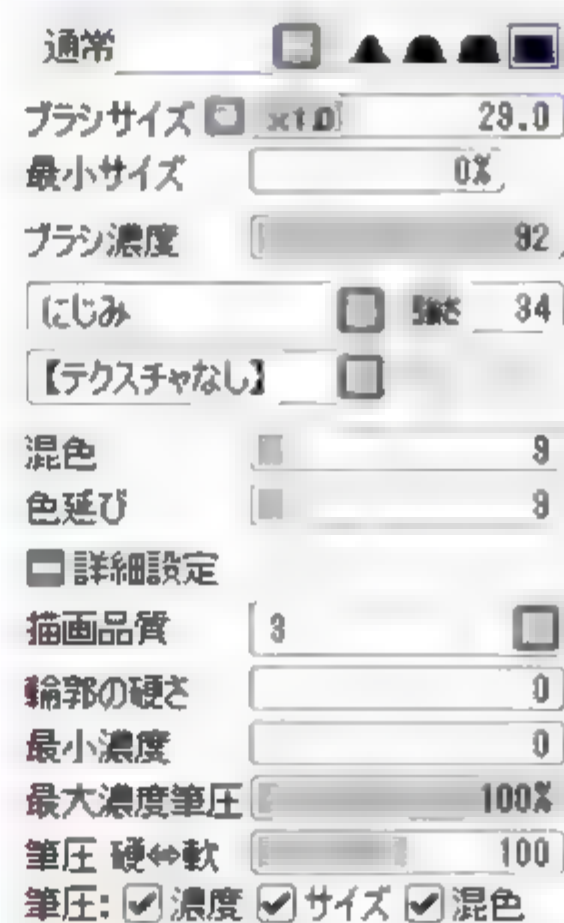 通常
ブラシサイズ x1.0 29.0
最小サイズ 0%
ブラシ濃度 92
にじみ 強さ 34
【テクスチャなし】
混色 9
色延び 9
詳細設定
描画品質 3
輪郭の硬さ 0
最小濃度 0
最大濃度筆圧 100%
筆圧 硬⇔軟 100
筆圧: 濃度 サイズ 混色